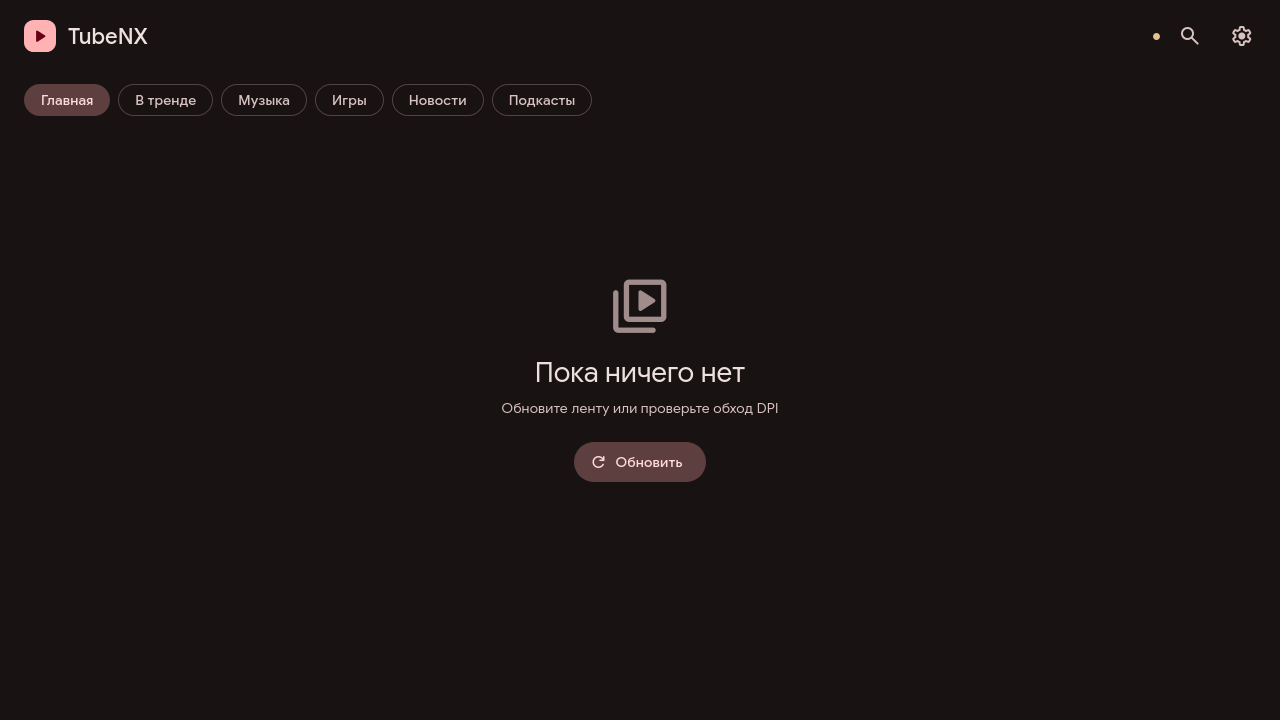 TubeNX
Главная
В тренде
Музыка
Игры
Новости
Подкасты
Пока ничего нет
Обновите ленту или проверьте обход DPI
Обновить